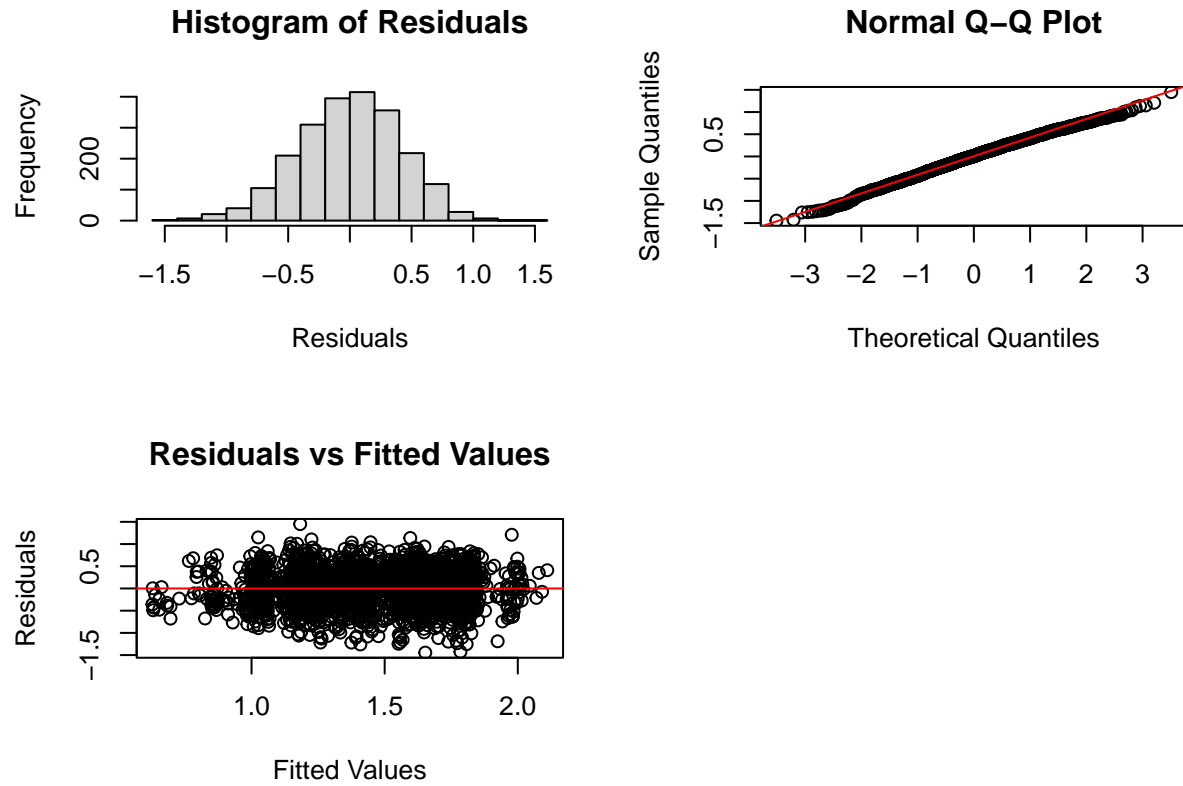 Histogram of Residuals
Frequency
0 200
−1.5 −0.5 0.5 1.0 1.5
Residuals
Normal Q−Q Plot
Sample Quantiles
−1.5 0.5
−3 −2 −1 0 1 2 3
Theoretical Quantiles
Residuals vs Fitted Values
Residuals
−1.5 0.5
1.0 1.5 2.0
Fitted Values